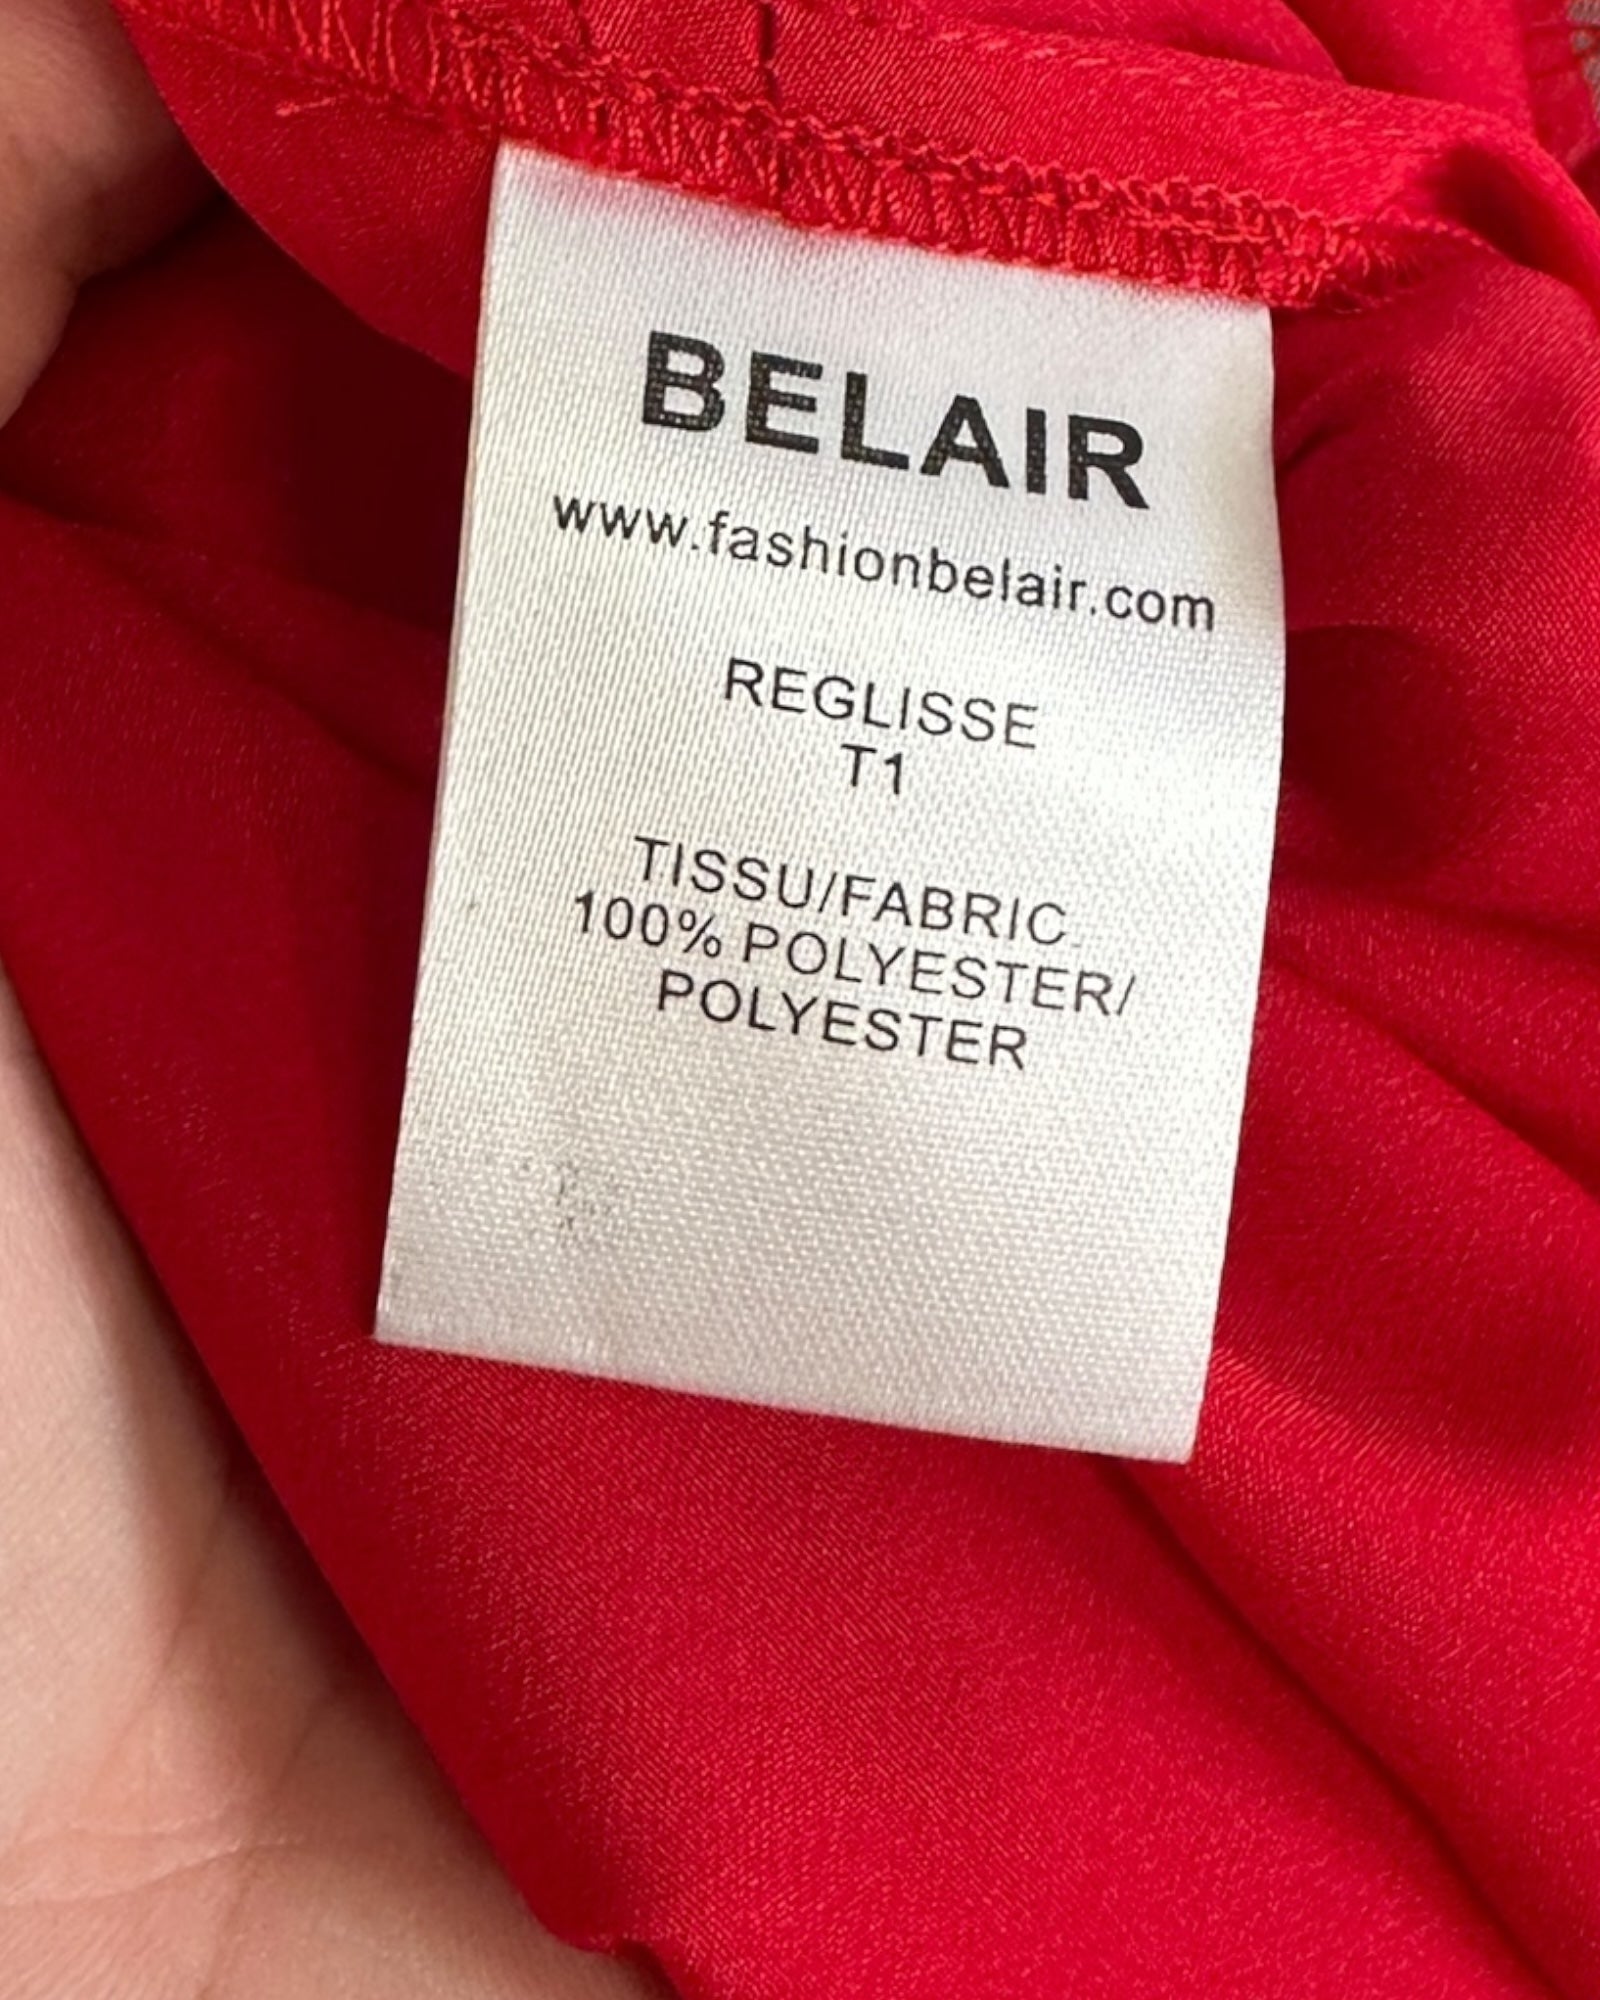 BELAIR
www.fashionbelair.com
REGLISSE
T1
TISSU/FABRIC
100% POLYESTER/
POLYESTER